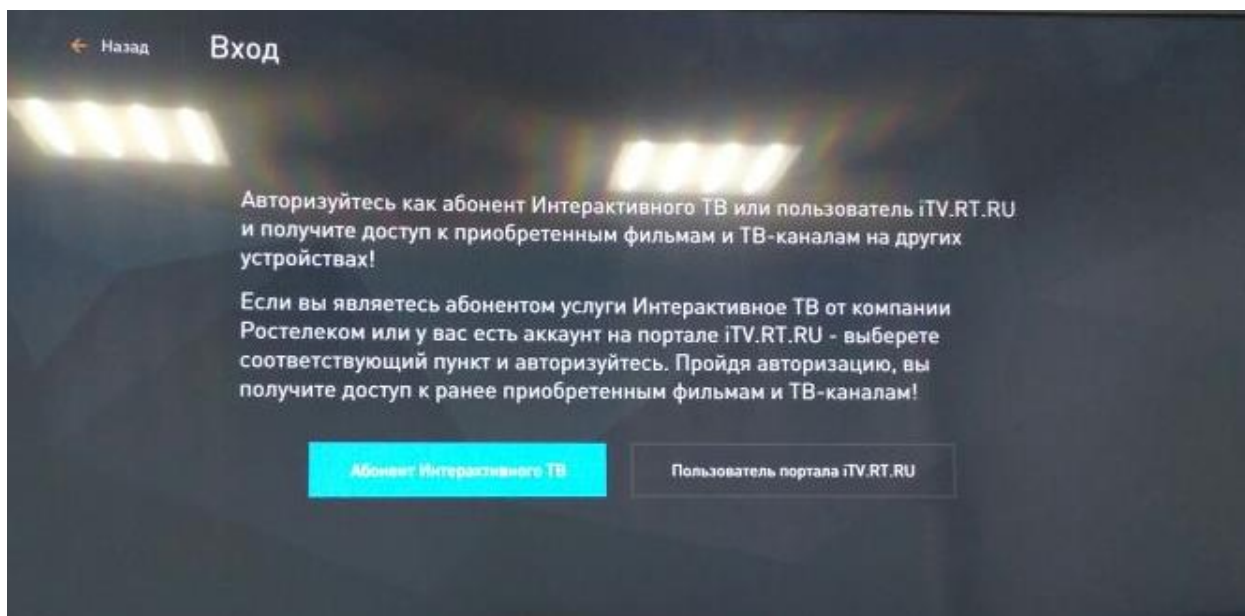 Назад
Вход
Авторизуйтесь как абонент Интерактивного ТВ или пользователь iTV.RT.RU
и получите доступ к приобретенным фильмам и ТВ-каналам на других
устройствах!
Если вы являетесь абонентом услуги Интерактивное ТВ от компании
Ростелеком или у вас есть аккаунт на портале iTV.RT.RU - выберете
соответствующий пункт и авторизуйтесь. Пройдя авторизацию, вы
получите доступ к ранее приобретенным фильмам и ТВ-каналам!
Абонент Интерактивного ТВ
Пользователь портала iTV.RT.RU